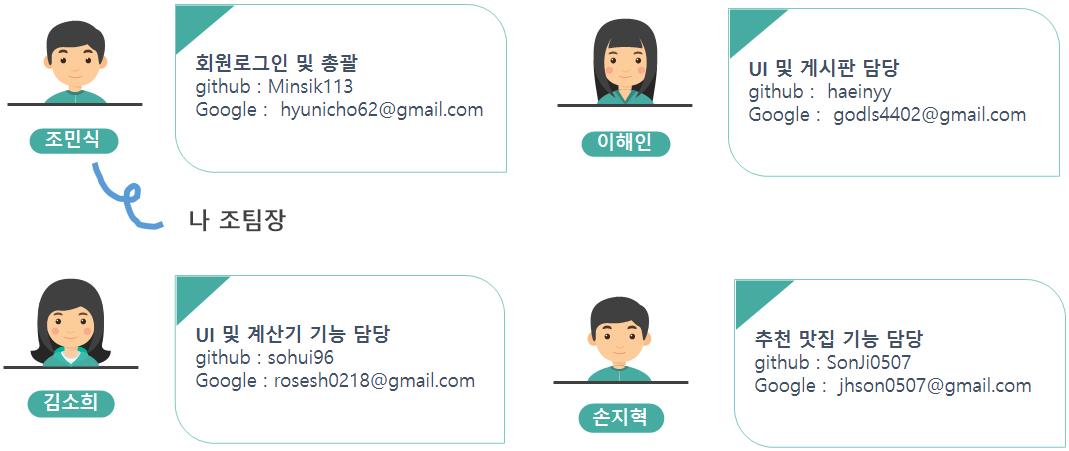 회원로그인 및 총괄
github : Minsik113
Google :  hyunicho62@gmail.com
조민식
UI 및 게시판 담당
github :  haeinyy
Google :  godls4402@gmail.com
이해인
나 조팀장
UI 및 계산기 기능 담당
github : sohui96
Google : rosesh0218@gmail.com
김소희
추천 맛집 기능 담당
github : SonJi0507
Google :  jhson0507@gmail.com
손지혁